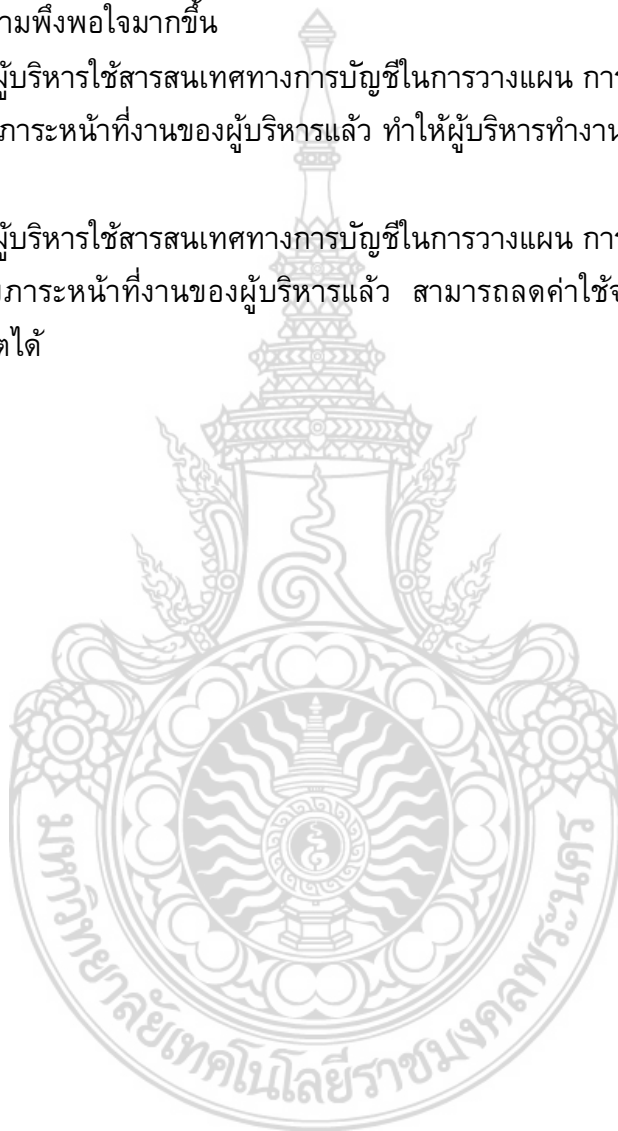 ามพึงพอใจมากขึ้น
ผู้บริหารใช้สารสนเทศทางการบัญชีในการวางแผน การ
ภาระหน้าที่งานของผู้บริหารแล้ว ทำให้ผู้บริหารทำงาน
ผู้บริหารใช้สารสนเทศทางการบัญชีในการวางแผน การ
ภาระหน้าที่งานของผู้บริหารแล้ว สามารถลดค่าใช้จ
ตได้
มหาวิทยาลัยเทคโนโลยีราชมงคลพระนคร